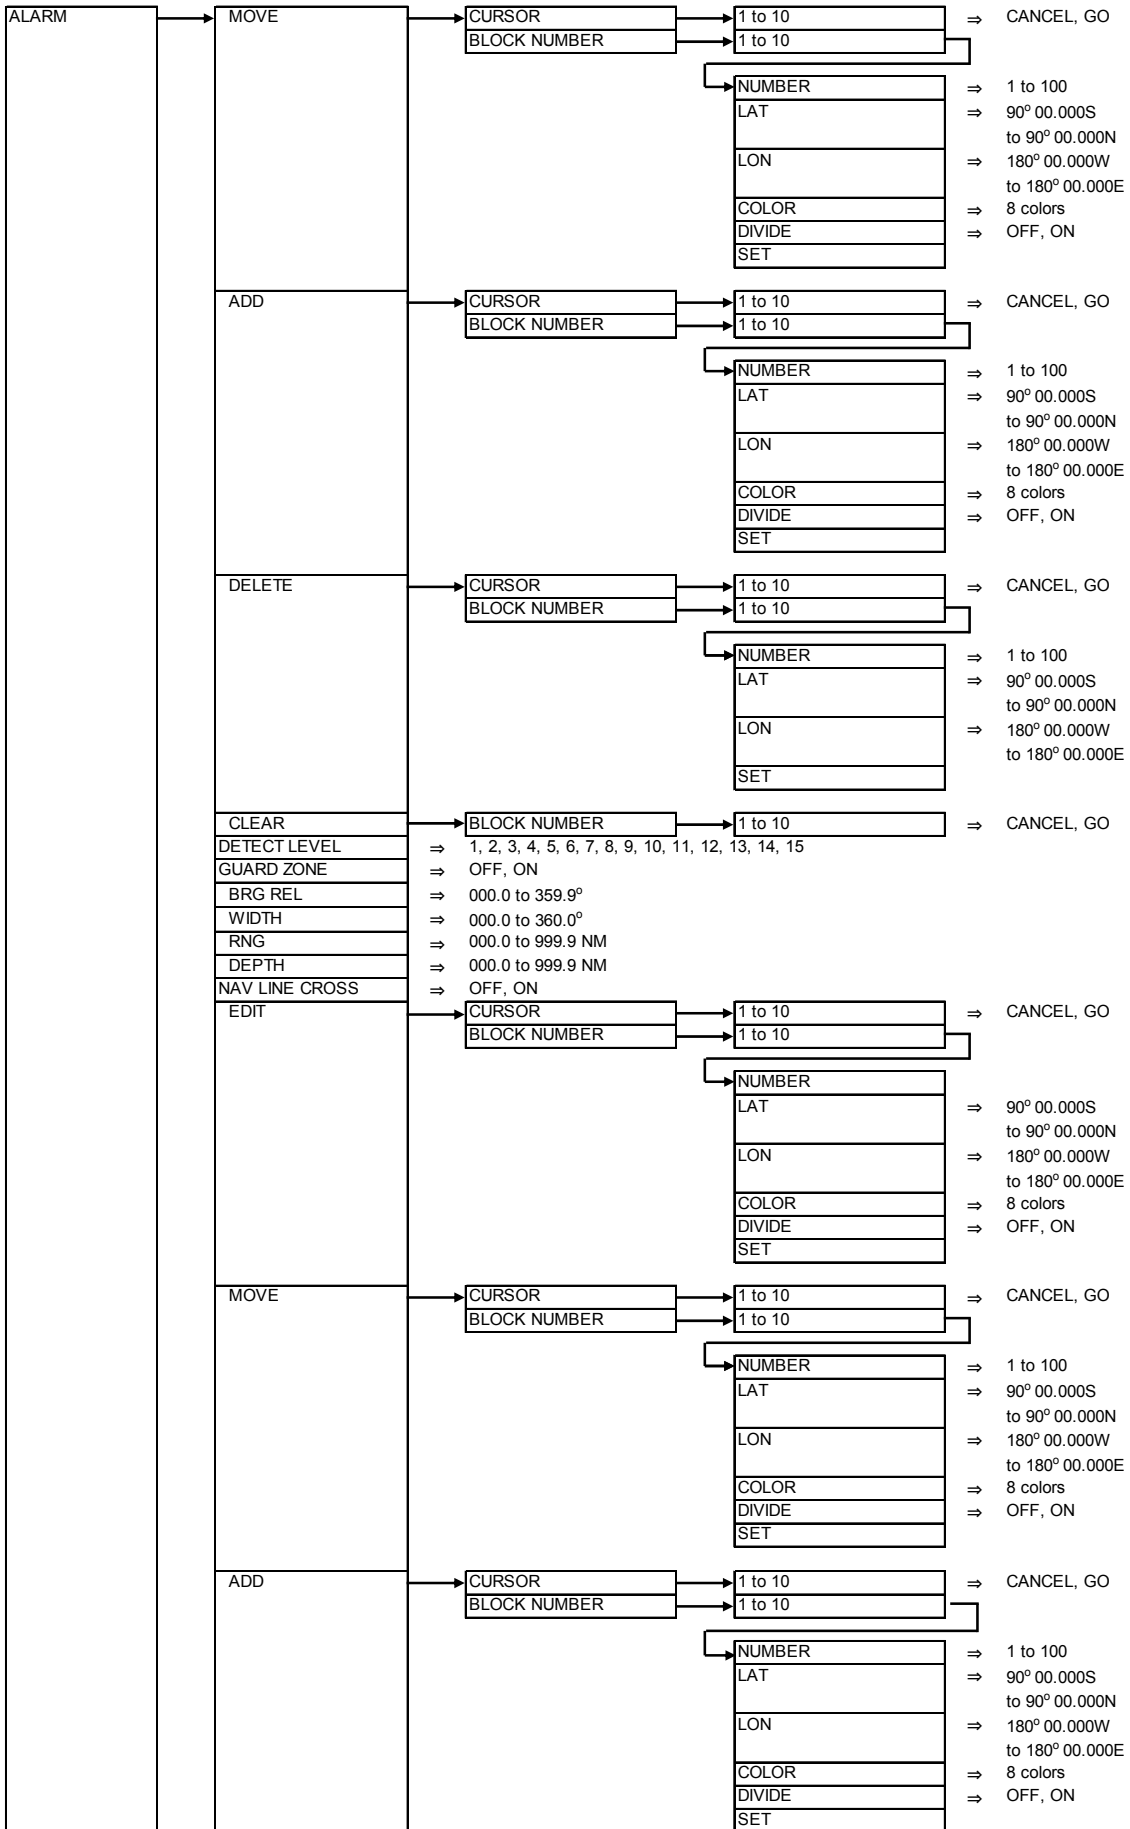 ALARM MOVE CURSOR 1 to 10 ⇒ CANCEL, GO
BLOCK NUMBER 1 to 10
NUMBER ⇒ 1 to 100
LAT ⇒ 90° 00.000S
to 90° 00.000N
LON ⇒ 180° 00.000W
to 180° 00.000E
COLOR ⇒ 8 colors
DIVIDE ⇒ OFF, ON
SET
ADD CURSOR 1 to 10 ⇒ CANCEL, GO
BLOCK NUMBER 1 to 10
NUMBER ⇒ 1 to 100
LAT ⇒ 90° 00.000S
to 90° 00.000N
LON ⇒ 180° 00.000W
to 180° 00.000E
COLOR ⇒ 8 colors
DIVIDE ⇒ OFF, ON
SET
DELETE CURSOR 1 to 10 ⇒ CANCEL, GO
BLOCK NUMBER 1 to 10
NUMBER ⇒ 1 to 100
LAT ⇒ 90° 00.000S
to 90° 00.000N
LON ⇒ 180° 00.000W
to 180° 00.000E
SET
CLEAR BLOCK NUMBER 1 to 10 ⇒ CANCEL, GO
DETECT LEVEL ⇒ 1, 2, 3, 4, 5, 6, 7, 8, 9, 10, 11, 12, 13, 14, 15
GUARD ZONE ⇒ OFF, ON
BRG REL ⇒ 000.0 to 359.9°
WIDTH ⇒ 000.0 to 360.0°
RNG ⇒ 000.0 to 999.9 NM
DEPTH ⇒ 000.0 to 999.9 NM
NAV LINE CROSS ⇒ OFF, ON
EDIT CURSOR 1 to 10 ⇒ CANCEL, GO
BLOCK NUMBER 1 to 10
NUMBER
LAT ⇒ 90° 00.000S
to 90° 00.000N
LON ⇒ 180° 00.000W
to 180° 00.000E
COLOR ⇒ 8 colors
DIVIDE ⇒ OFF, ON
SET
MOVE CURSOR 1 to 10 ⇒ CANCEL, GO
BLOCK NUMBER 1 to 10
NUMBER ⇒ 1 to 100
LAT ⇒ 90° 00.000S
to 90° 00.000N
LON ⇒ 180° 00.000W
to 180° 00.000E
COLOR ⇒ 8 colors
DIVIDE ⇒ OFF, ON
SET
ADD CURSOR 1 to 10 ⇒ CANCEL, GO
BLOCK NUMBER 1 to 10
NUMBER ⇒ 1 to 100
LAT ⇒ 90° 00.000S
to 90° 00.000N
LON ⇒ 180° 00.000W
to 180° 00.000E
COLOR ⇒ 8 colors
DIVIDE ⇒ OFF, ON
SET